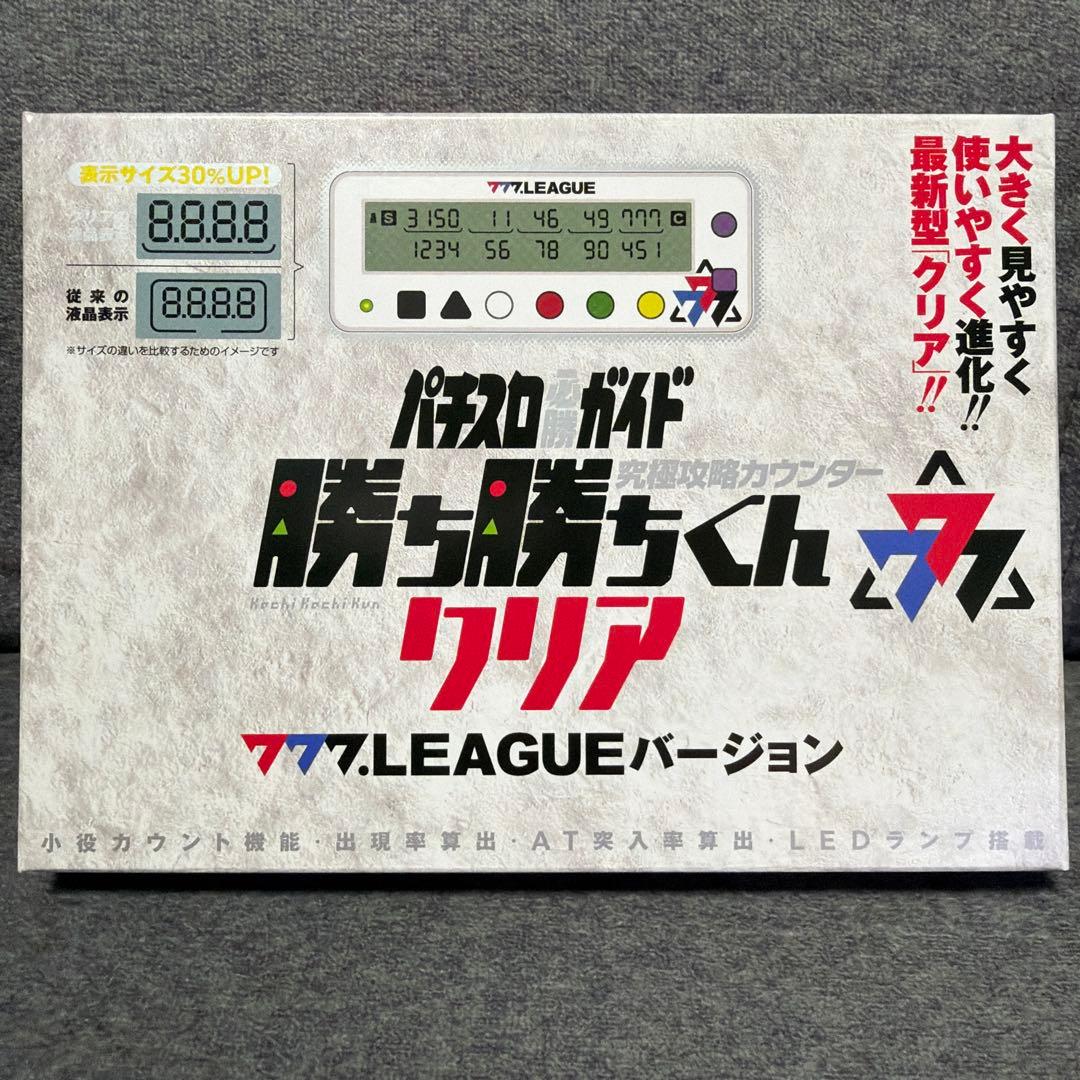 大きく見やすく
使いやすく進化!!
最新型「クリア」!!
表示サイズ30%UP!
8.8.8.8
従来の
液晶表示
8.8.8.8
※サイズの違いを比較するためのイメージです
777.LEAGUE
S 3150 11 46 49 777 C
1234 56 78 90 451
パチスロ必勝ガイド
究極攻略カウンター
勝ち勝ちくん
Kachi Kachi Kun
クリア
777.LEAGUEバージョン
小役カウント機能・出現率算出・AT突入率算出・LEDランプ搭載